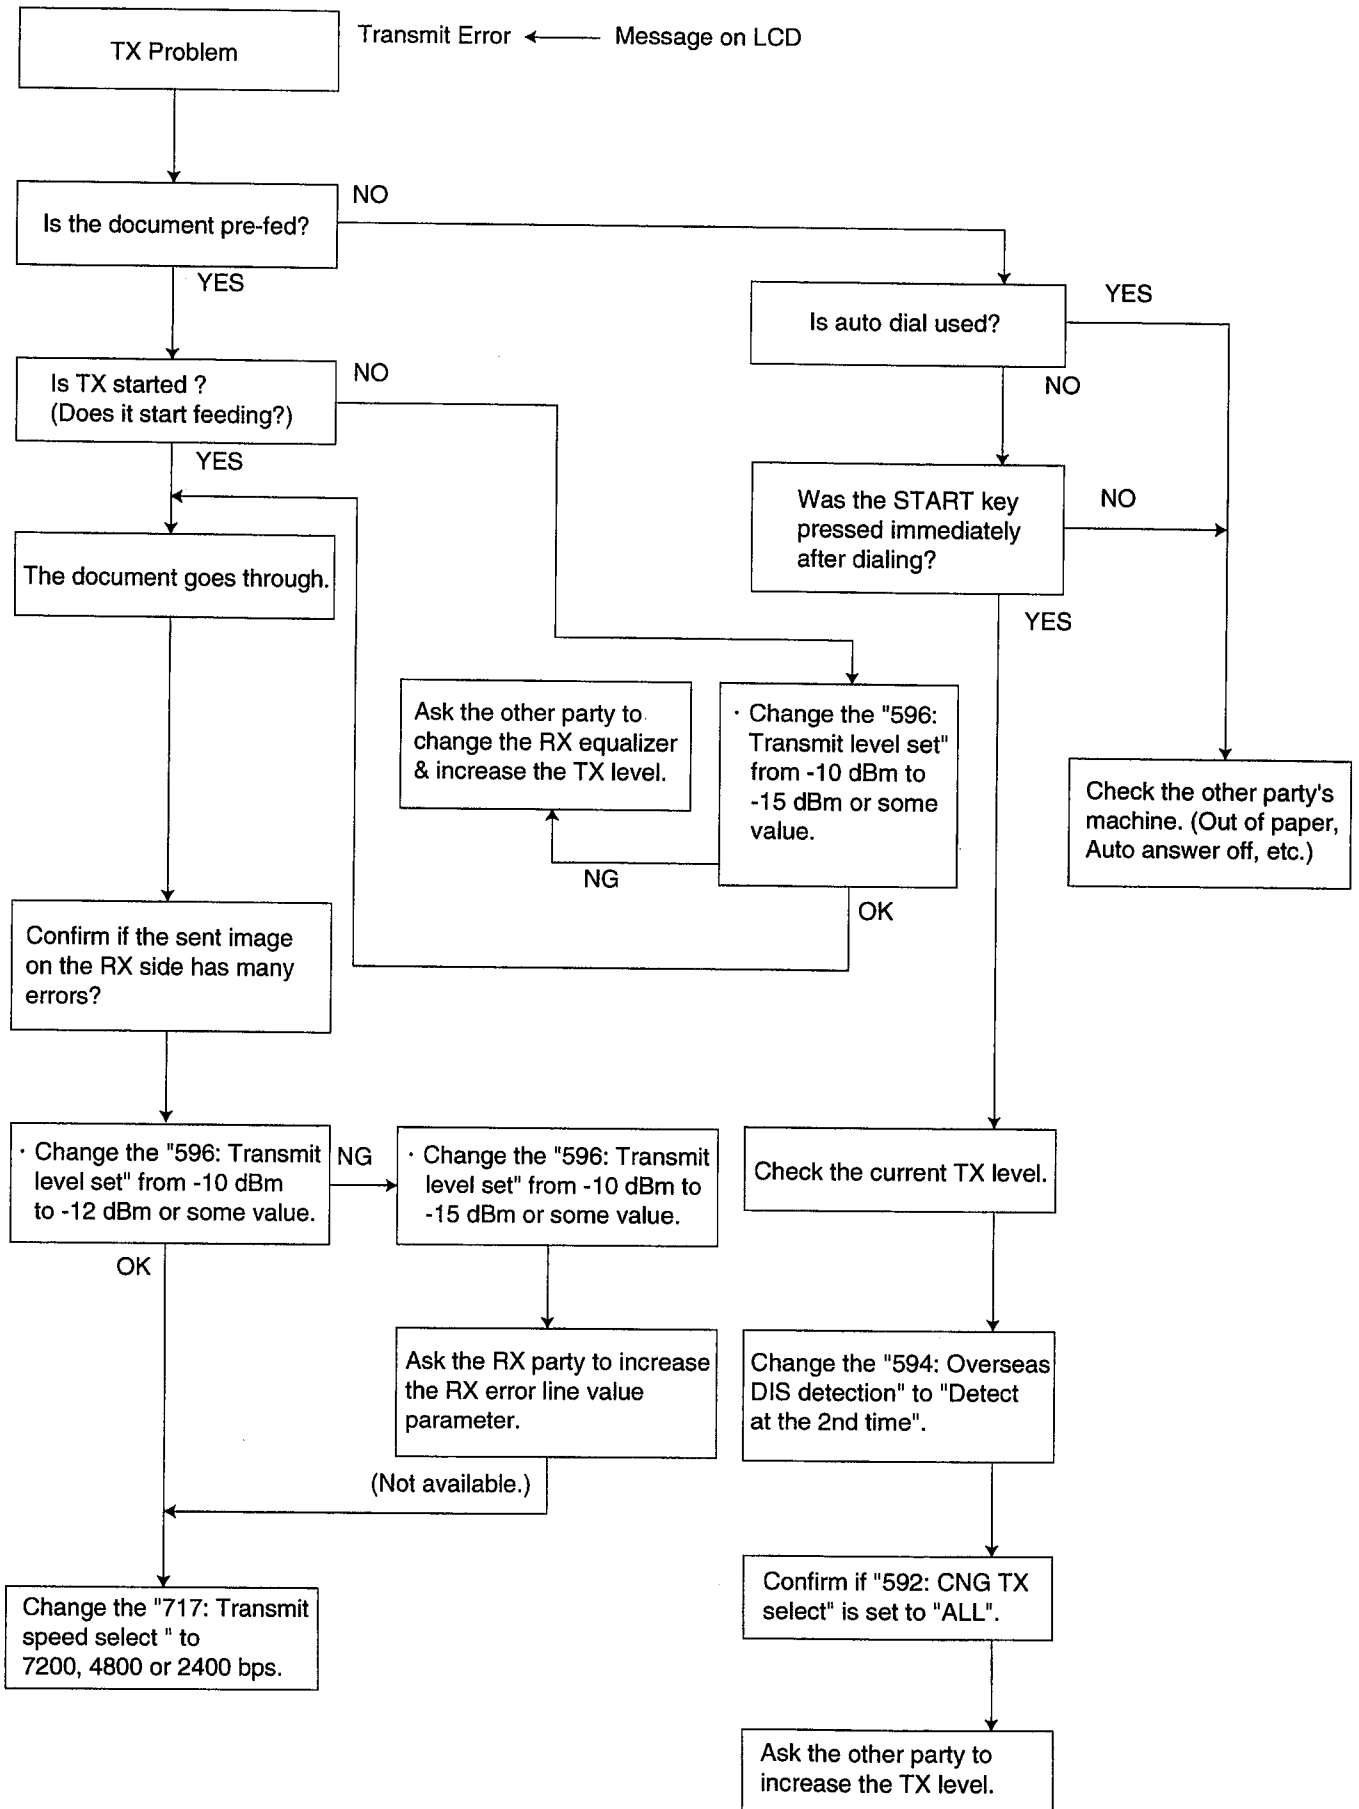 TX Problem
Transmit Error ← Message on LCD
Is the document pre-fed?
NO
YES
Is auto dial used?
YES
NO
Is TX started ?
(Does it start feeding?)
NO
YES
Was the START key
pressed immediately
after dialing?
NO
YES
The document goes through.
Ask the other party to
change the RX equalizer
& increase the TX level.
· Change the "596:
Transmit level set"
from -10 dBm to
-15 dBm or some
value.
NG
OK
Check the other party's
machine. (Out of paper,
Auto answer off, etc.)
Confirm if the sent image
on the RX side has many
errors?
· Change the "596: Transmit
level set" from -10 dBm
to -12 dBm or some value.
NG
OK
· Change the "596: Transmit
level set" from -10 dBm to
-15 dBm or some value.
Check the current TX level.
Ask the RX party to increase
the RX error line value
parameter.
(Not available.)
Change the "594: Overseas
DIS detection" to "Detect
at the 2nd time".
Change the "717: Transmit
speed select " to
7200, 4800 or 2400 bps.
Confirm if "592: CNG TX
select" is set to "ALL".
Ask the other party to
increase the TX level.